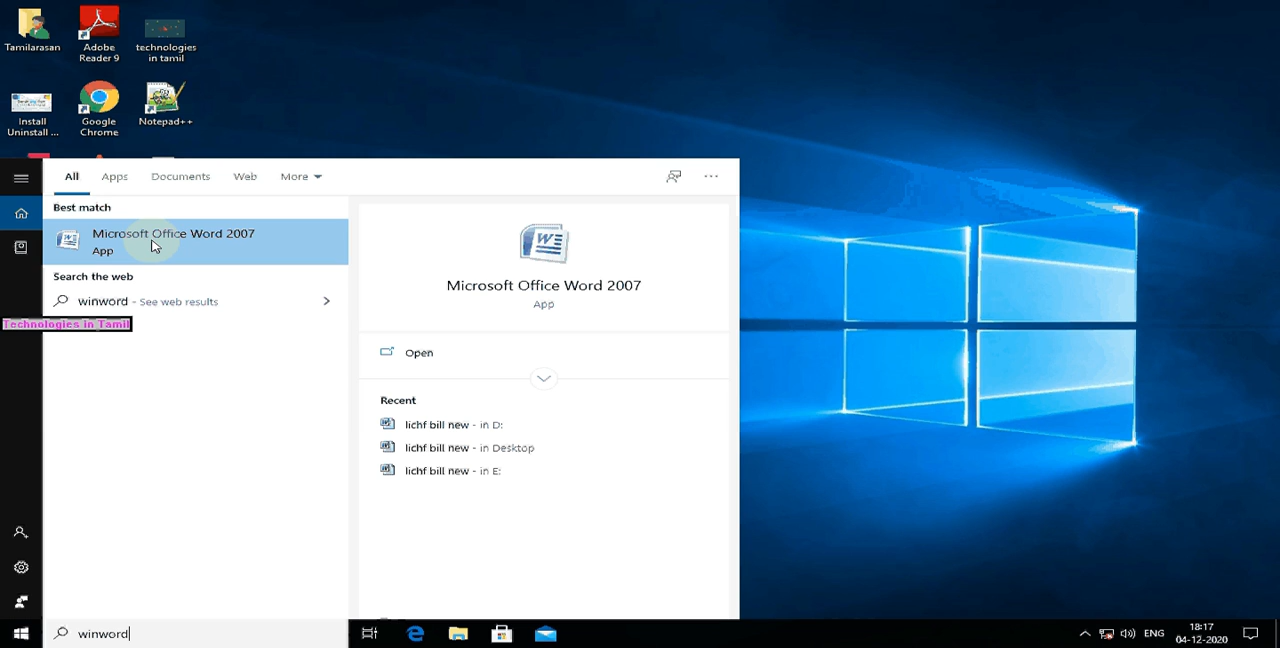 Tamilarasan
Adobe
Reader 9
technologies
in tamil
Install
Uninstall ...
Google
Chrome
Notepad++
All
Apps
Documents
Web
More
Best match
Microsoft Office Word 2007
App
Search the web
winword - See web results
Technologies in Tamil
Microsoft Office Word 2007
App
Open
Recent
lichf bill new - in D:
lichf bill new - in Desktop
lichf bill new - in E:
winword
ENG
18:17
04-12-2020